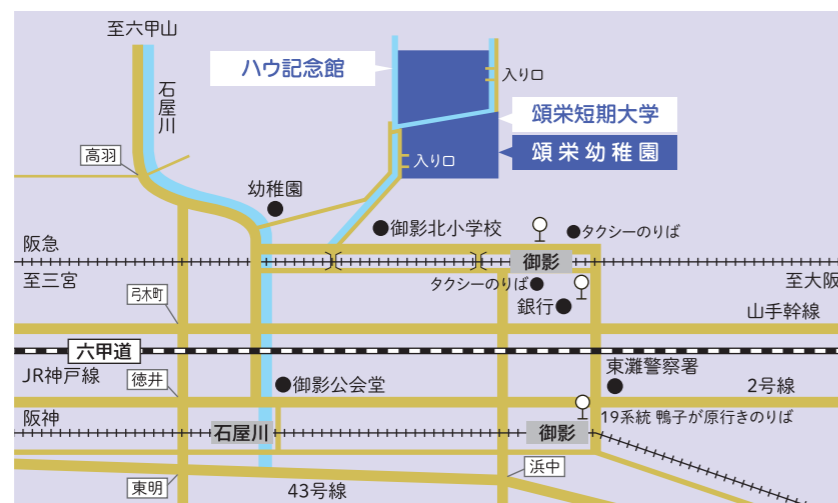 至六甲山
石屋川
ハウ記念館
入り口
頌栄短期大学
頌栄幼稚園
入り口
高羽
幼稚園
御影北小学校
タクシーのりば
阪急
御影
至三宮
タクシーのりば
至大阪
弓木町
銀行
山手幹線
六甲道
JR神戸線
徳井
御影公会堂
東灘警察署
2号線
阪神
19系統 鴨子が原行きのりば
石屋川
御影
浜中
東明
43号線